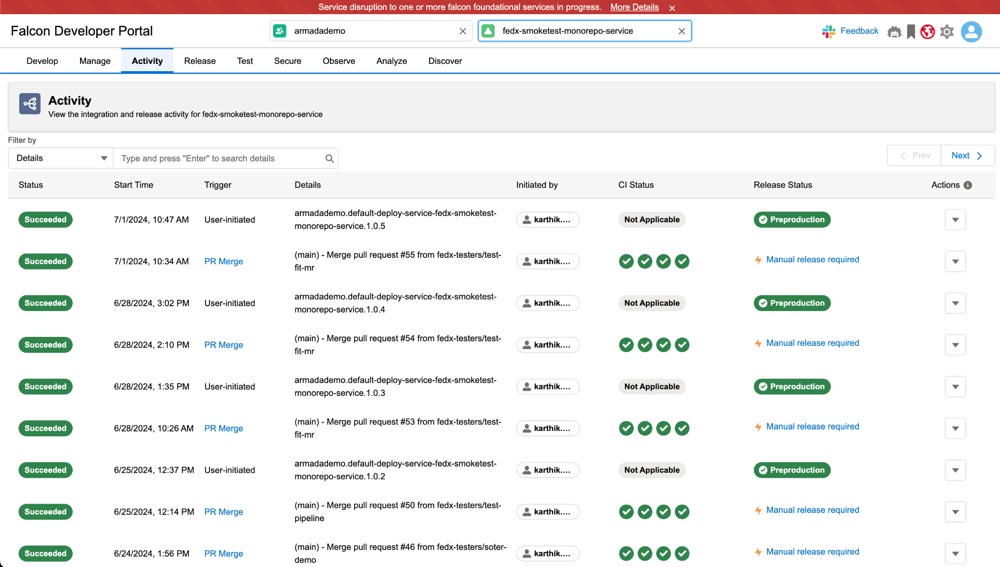 Service disruption to one or more falcon foundational services in progress. More Details
Falcon Developer Portal
armadademo
fedx-smoketest-monorepo-service
Feedback
Develop Manage Activity Release Test Secure Observe Analyze Discover
Activity
View the integration and release activity for fedx-smoketest-monorepo-service
Filter by
Details
Type and press "Enter" to search details
Prev Next
Status Start Time Trigger Details Initiated by CI Status Release Status Actions
Succeeded 7/1/2024, 10:47 AM User-initiated armadademo.default-deploy-service-fedx-smoketest-
monorepo-service.1.0.5 karthik.... Not Applicable Preproduction
Succeeded 7/1/2024, 10:34 AM PR Merge (main) - Merge pull request #55 from fedx-testers/test-
fit-mr karthik.... Manual release required
Succeeded 6/28/2024, 3:02 PM User-initiated armadademo.default-deploy-service-fedx-smoketest-
monorepo-service.1.0.4 karthik.... Not Applicable Preproduction
Succeeded 6/28/2024, 2:10 PM PR Merge (main) - Merge pull request #54 from fedx-testers/test-
fit-mr karthik.... Manual release required
Succeeded 6/28/2024, 1:35 PM User-initiated armadademo.default-deploy-service-fedx-smoketest-
monorepo-service.1.0.3 karthik.... Not Applicable Preproduction
Succeeded 6/28/2024, 10:26 AM PR Merge (main) - Merge pull request #53 from fedx-testers/test-
fit-mr karthik.... Manual release required
Succeeded 6/25/2024, 12:37 PM User-initiated armadademo.default-deploy-service-fedx-smoketest-
monorepo-service.1.0.2 karthik.... Not Applicable Preproduction
Succeeded 6/25/2024, 12:14 PM PR Merge (main) - Merge pull request #50 from fedx-testers/test-
pipeline karthik.... Manual release required
Succeeded 6/24/2024, 1:56 PM PR Merge (main) - Merge pull request #46 from fedx-testers/soter-
demo karthik.... Manual release required